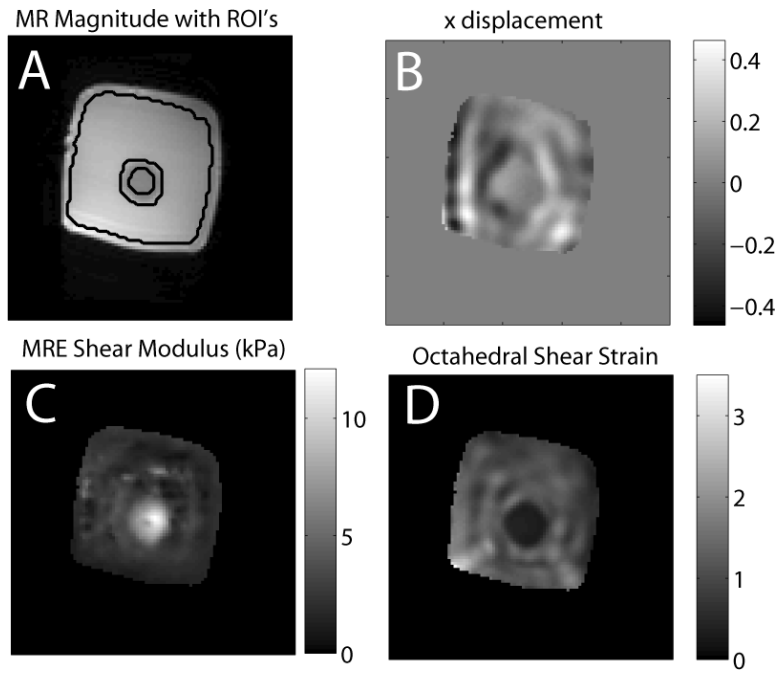 MR Magnitude with ROI's
A
x displacement
B
0.4
0.2
0
−0.2
−0.4
MRE Shear Modulus (kPa)
C
10
5
0
Octahedral Shear Strain
D
3
2
1
0